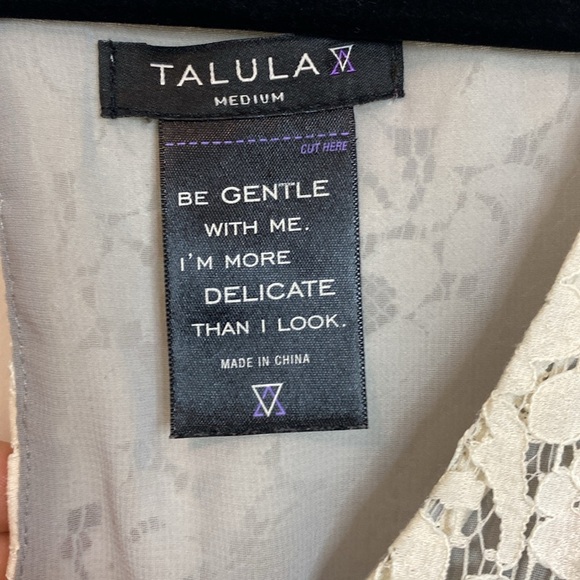 TALULA
MEDIUM
CUT HERE
BE GENTLE
WITH ME.
I'M MORE
DELICATE
THAN I LOOK.
MADE IN CHINA